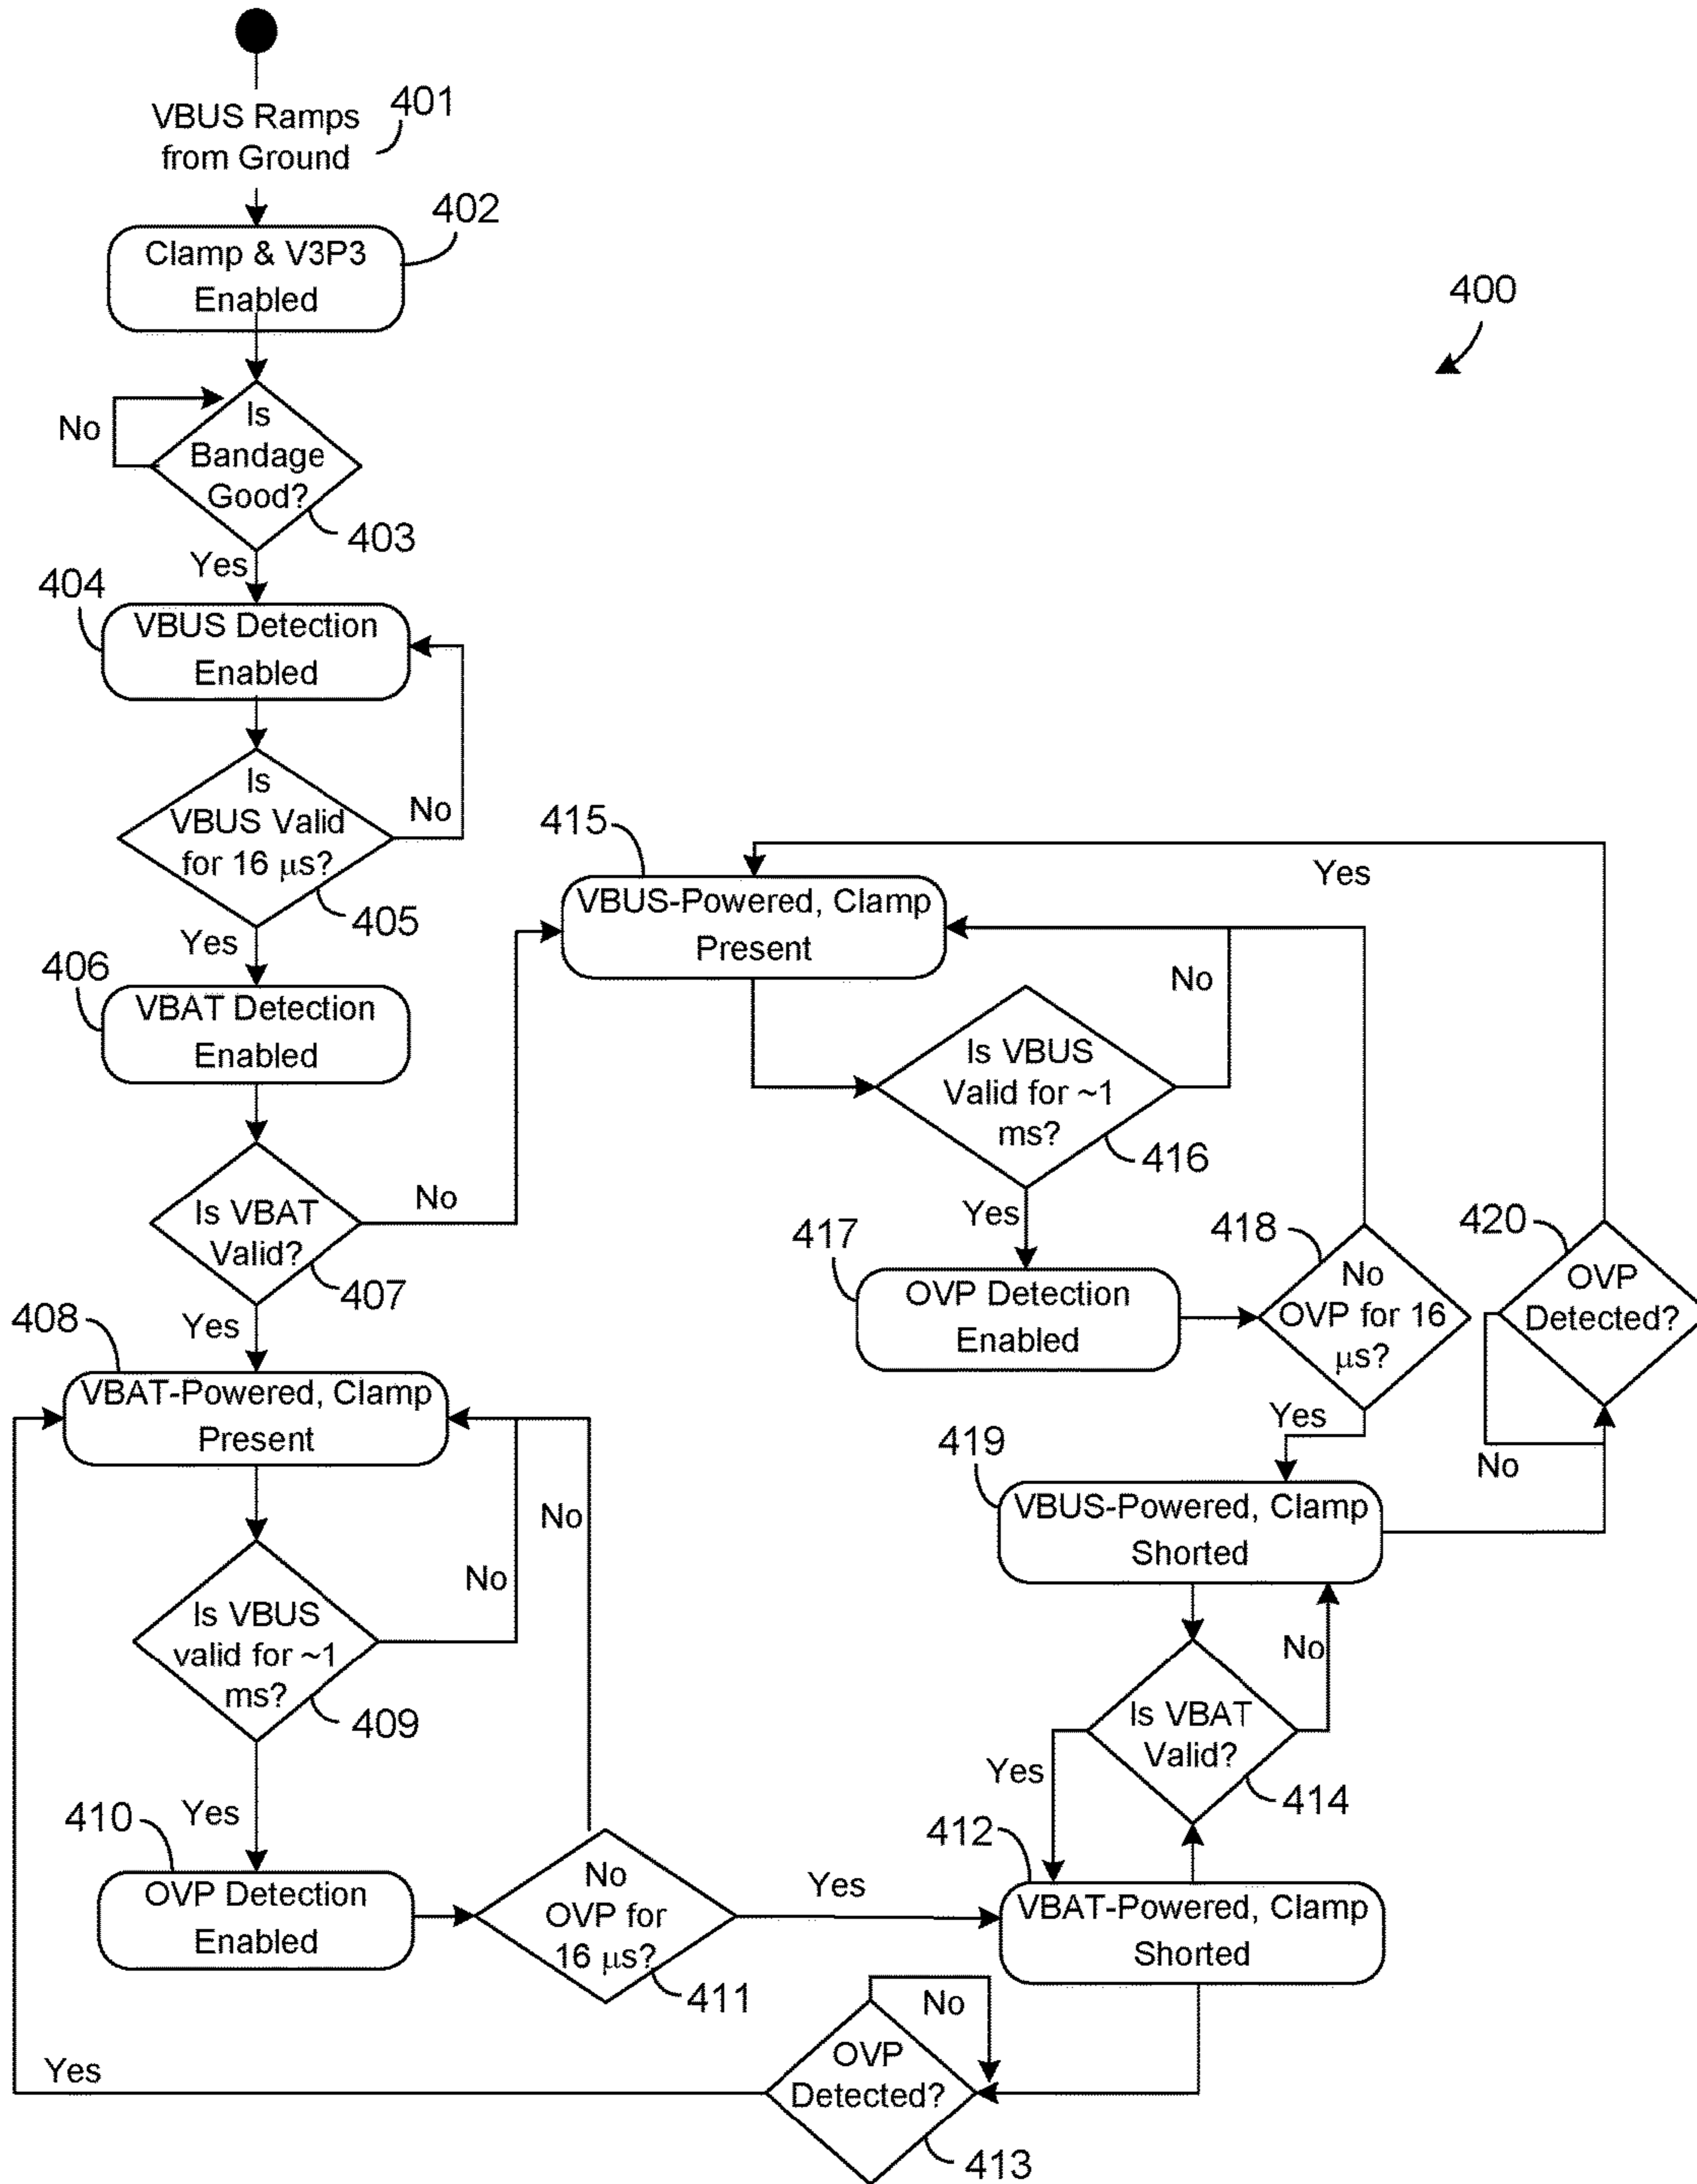 VBUS Ramps
from Ground
401
402
Clamp & V3P3
Enabled
400
No
Is
Bandage
Good?
403
Yes
404
VBUS Detection
Enabled
Is
VBUS Valid
for 16 μs?
No
405
Yes
406
VBAT Detection
Enabled
Is VBAT
Valid?
No
407
Yes
408
VBAT-Powered, Clamp
Present
Is VBUS
valid for ~1
ms?
No
409
Yes
410
OVP Detection
Enabled
No
OVP for
16 μs?
No
411
Yes
412
VBAT-Powered, Clamp
Shorted
OVP
Detected?
No
413
Yes
415
VBUS-Powered, Clamp
Present
Is VBUS
Valid for ~1
ms?
No
416
Yes
417
OVP Detection
Enabled
418
No
OVP for 16
μs?
Yes
419
VBUS-Powered, Clamp
Shorted
420
OVP
Detected?
No
Yes
Is VBAT
Valid?
No
Yes
414